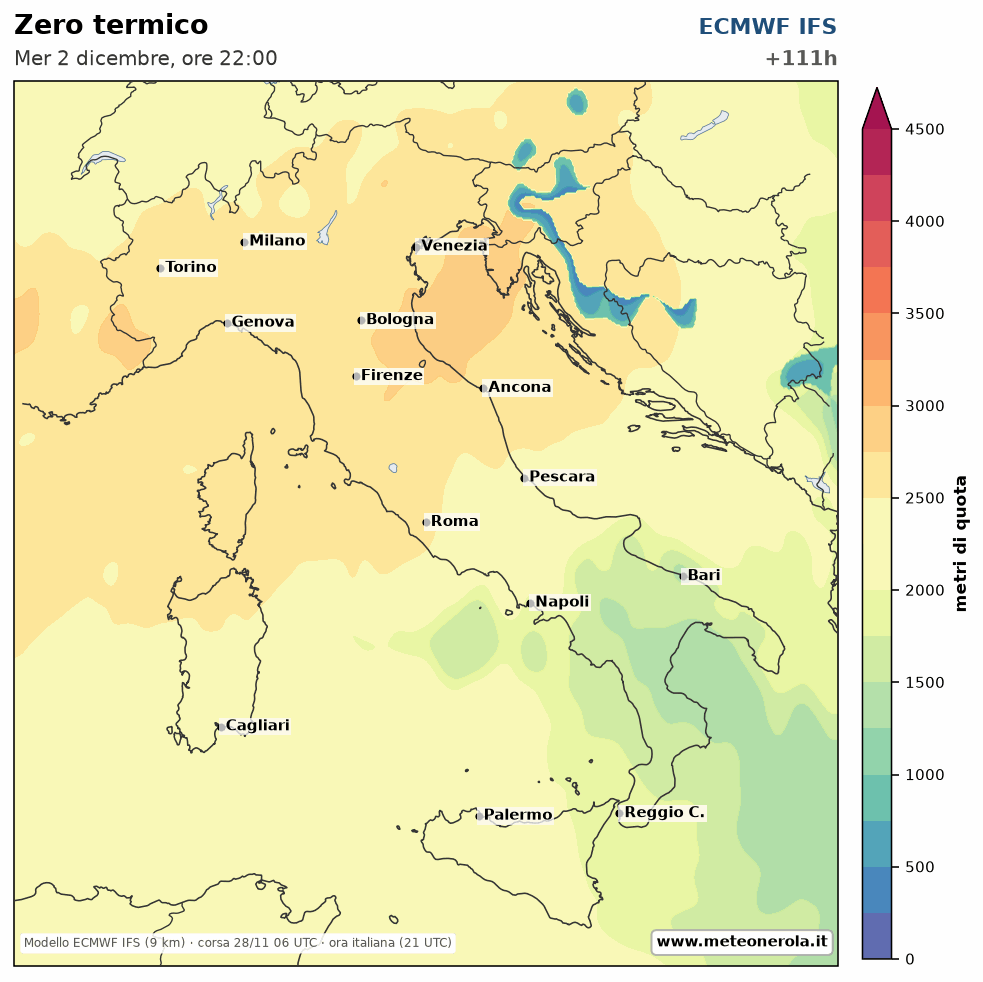 Zero termico
ECMWF IFS
Mer 2 dicembre, ore 22:00
+111h
Milano
Venezia
Torino
Genova
Bologna
Firenze
Ancona
Pescara
Roma
Bari
Napoli
Cagliari
Palermo
Reggio C.
4500
4000
3500
3000
2500
2000
1500
1000
500
0
metri di quota
Modello ECMWF IFS (9 km) · corsa 28/11 06 UTC · ora italiana (21 UTC)
www.meteonerola.it